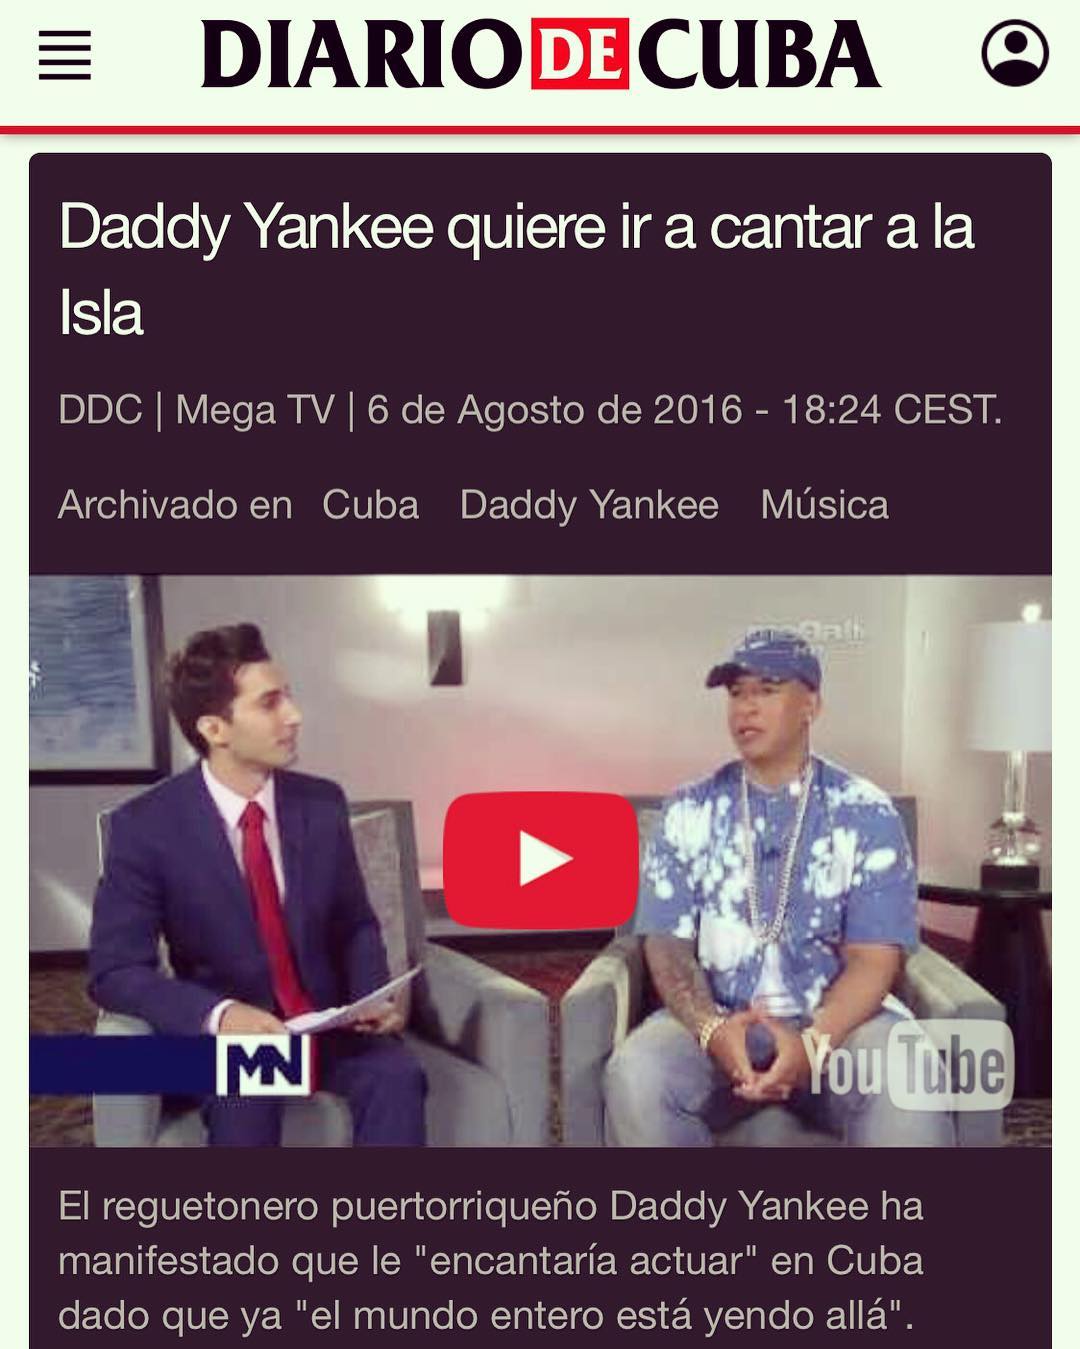 DIARIO DE CUBA
Daddy Yankee quiere ir a cantar a la
Isla
DDC | Mega TV | 6 de Agosto de 2016 - 18:24 CEST.
Archivado en Cuba Daddy Yankee Música
MN
YouTube
El reguetonero puertorriqueño Daddy Yankee ha
manifestado que le "encantaría actuar" en Cuba
dado que ya "el mundo entero está yendo allá".